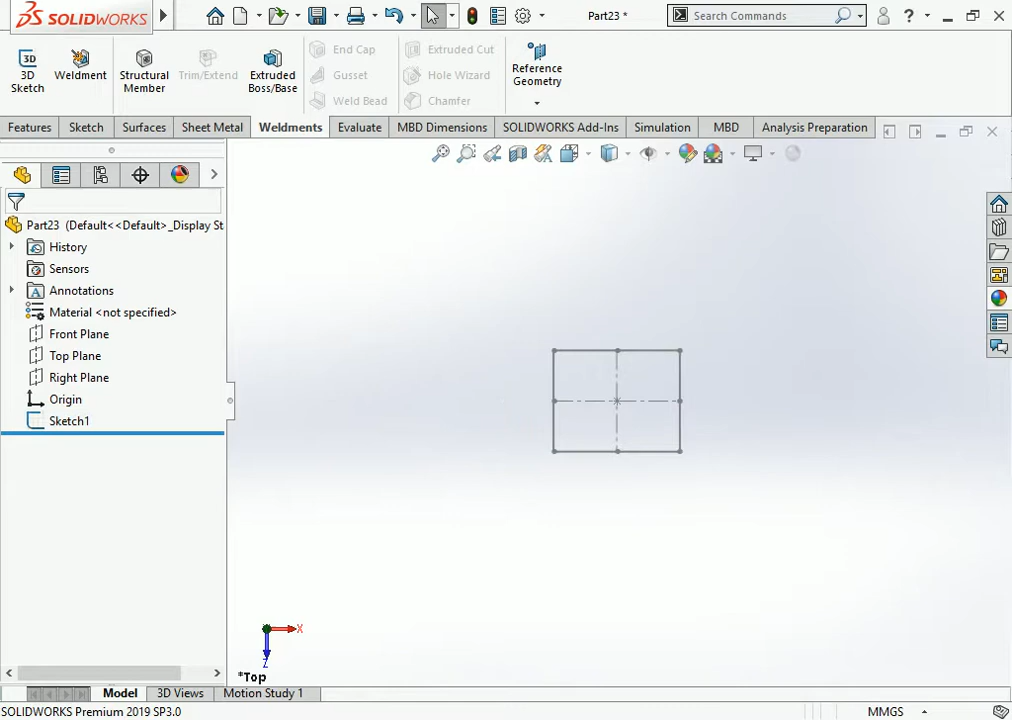 SOLIDWORKS
Part23 *
Search Commands
?
3D Sketch
Weldment
Structural Member
Trim/Extend
Extruded Boss/Base
End Cap
Gusset
Weld Bead
Extruded Cut
Hole Wizard
Chamfer
Reference Geometry
Features Sketch Surfaces Sheet Metal Weldments Evaluate MBD Dimensions SOLIDWORKS Add-Ins Simulation MBD Analysis Preparation
Part23 (Default<<Default>_Display St
History
Sensors
A Annotations
Material <not specified>
Front Plane
Top Plane
Right Plane
Origin
Sketch1
X
Z
*Top
Model 3D Views Motion Study 1
SOLIDWORKS Premium 2019 SP3.0
MMGS